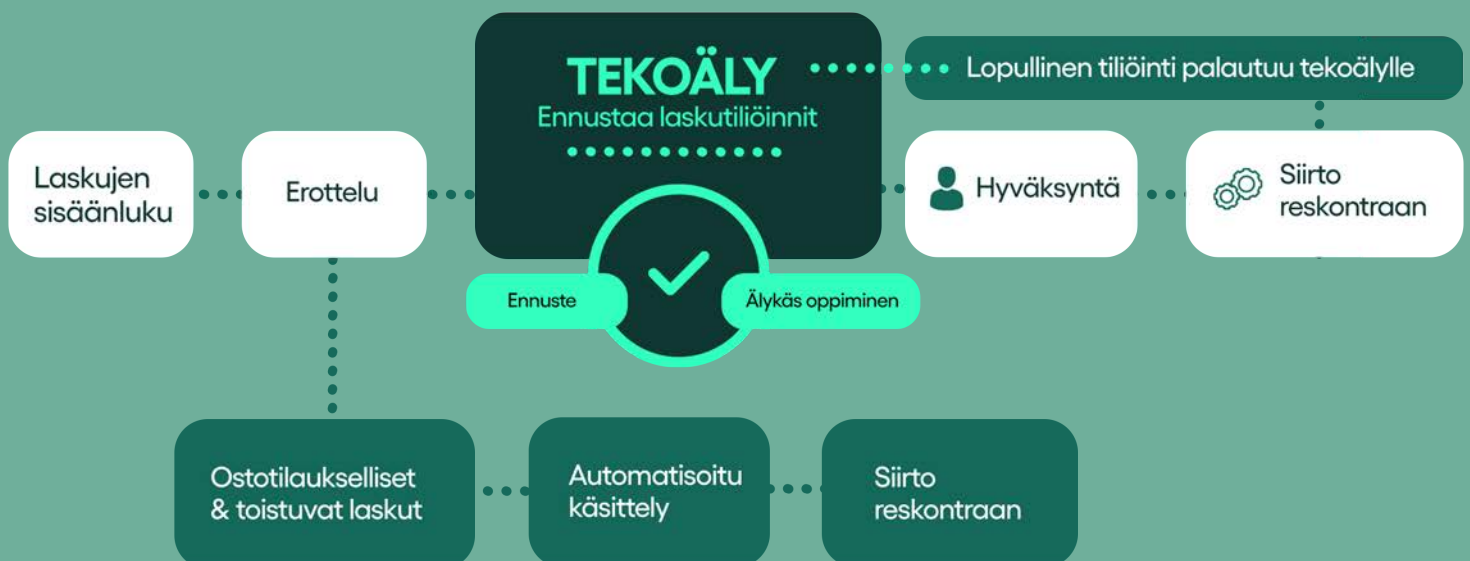 TEKOÄLY
Ennustaa laskutiliöinnit
Lopullinen tiliöinti palautuu tekoälylle
Laskujen
sisäänluku
Erottelu
Hyväksyntä
Siirto
reskontraan
Ennuste
Älykäs oppiminen
Ostotilaukselliset
& toistuvat laskut
Automatisoitu
käsittely
Siirto
reskontraan